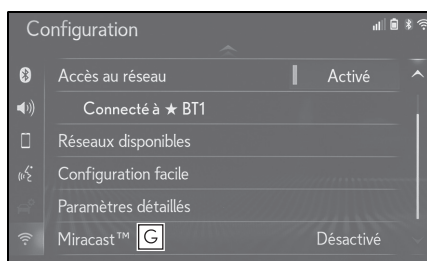 Configuration
Accès au réseau Activé
Connecté à ★ BT1
Réseaux disponibles
Configuration facile
Paramètres détaillés
Miracast™ G Désactivé